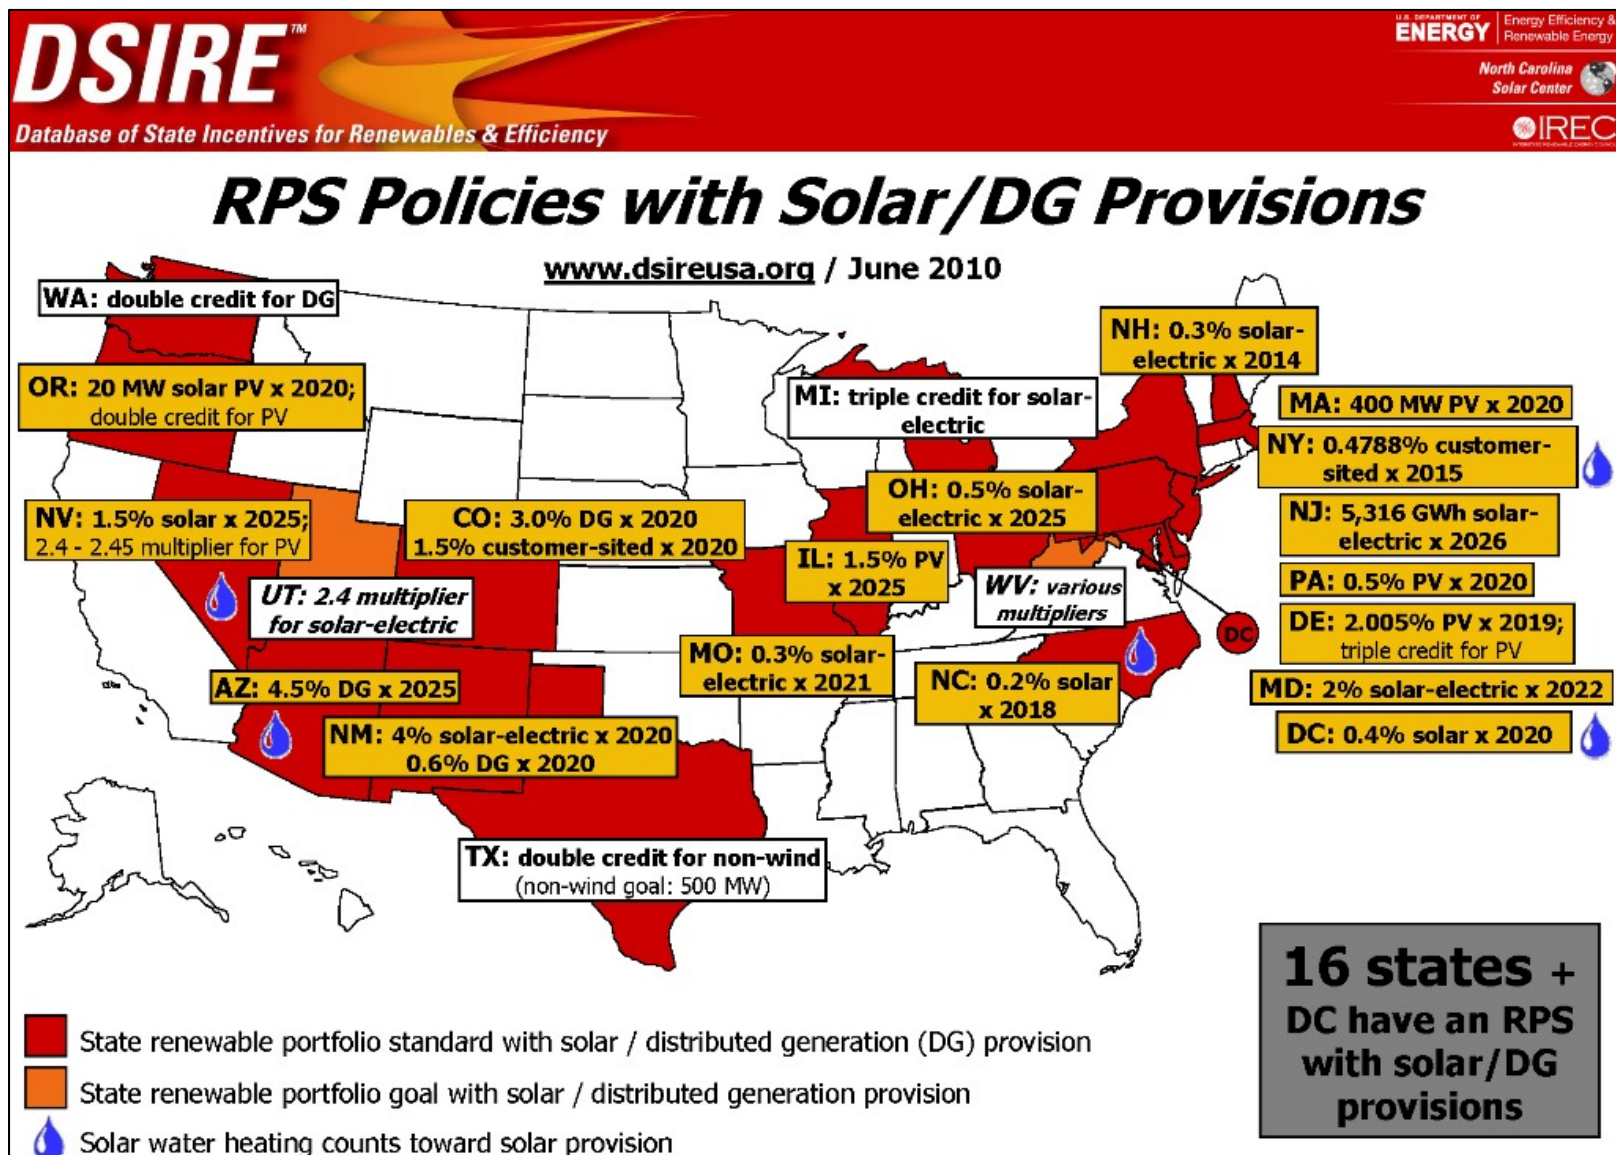 DSIRE™
Database of State Incentives for Renewables & Efficiency
U.S. DEPARTMENT OF
ENERGY
Energy Efficiency &
Renewable Energy
North Carolina
Solar Center
IREC
INTERSTATE RENEWABLE ENERGY COUNCIL
RPS Policies with Solar/DG Provisions
www.dsireusa.org / June 2010
WA: double credit for DG
OR: 20 MW solar PV x 2020;
double credit for PV
NV: 1.5% solar x 2025;
2.4 - 2.45 multiplier for PV
UT: 2.4 multiplier
for solar-electric
AZ: 4.5% DG x 2025
CO: 3.0% DG x 2020
1.5% customer-sited x 2020
NM: 4% solar-electric x 2020
0.6% DG x 2020
TX: double credit for non-wind
(non-wind goal: 500 MW)
MI: triple credit for solar-
electric
OH: 0.5% solar-
electric x 2025
IL: 1.5% PV
x 2025
WV: various
multipliers
MO: 0.3% solar-
electric x 2021
NC: 0.2% solar
x 2018
DC
NH: 0.3% solar-
electric x 2014
MA: 400 MW PV x 2020
NY: 0.4788% customer-
sited x 2015
NJ: 5,316 GWh solar-
electric x 2026
PA: 0.5% PV x 2020
DE: 2.005% PV x 2019;
triple credit for PV
MD: 2% solar-electric x 2022
DC: 0.4% solar x 2020
16 states +
DC have an RPS
with solar/DG
provisions
State renewable portfolio standard with solar / distributed generation (DG) provision
State renewable portfolio goal with solar / distributed generation provision
Solar water heating counts toward solar provision